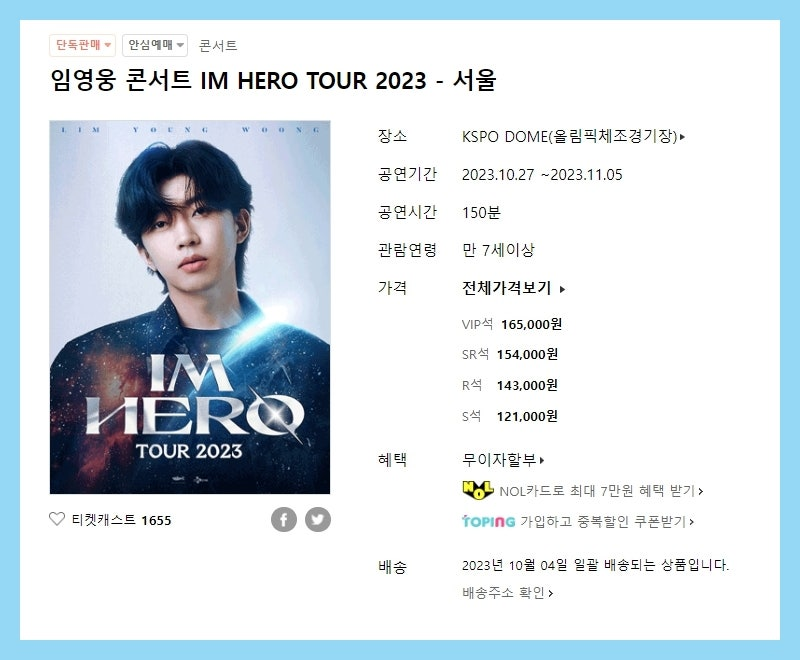 단독판매 안심예매 콘서트
임영웅 콘서트 IM HERO TOUR 2023 - 서울
LIM YOUNG WOONG
IM
HERO
TOUR 2023
티켓캐스트 1655
장소 KSPO DOME(올림픽체조경기장)
공연기간 2023.10.27 ~2023.11.05
공연시간 150분
관람연령 만 7세이상
가격 전체가격보기
VIP석 165,000원
SR석 154,000원
R석 143,000원
S석 121,000원
혜택 무이자할부
NOL NOL카드로 최대 7만원 혜택 받기
TOPING 가입하고 중복할인 쿠폰받기
배송 2023년 10월 04일 일괄 배송되는 상품입니다.
배송주소 확인